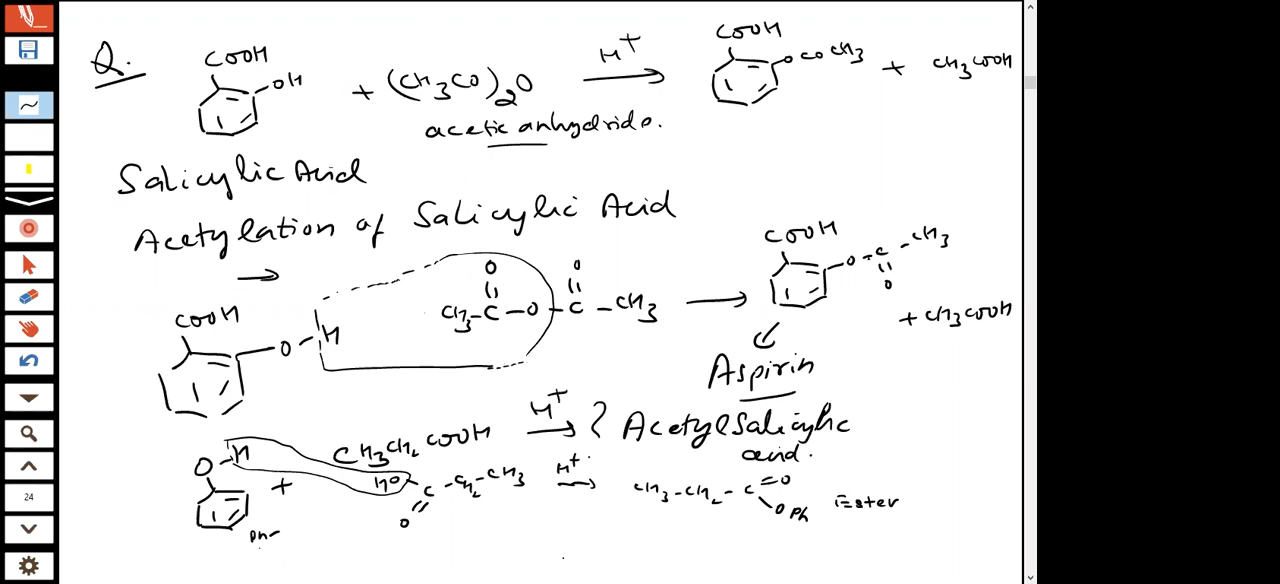 Q. COOH OH + (CH3CO)2O H+ → COOH OCOCH3 + CH3COOH
acetic anhydride.
Salicylic Acid
Acetylation of Salicylic Acid
→
COOH O-H CH3-C-O-C-CH3 O O → COOH O-C-CH3 O + CH3COOH
Aspirin
Acetylsalicylic acid.
O-H + CH3CH2COOH H+ → ?
HO-C-CH2-CH3 O H+ → CH3-CH2-C=O OPh Ester
24